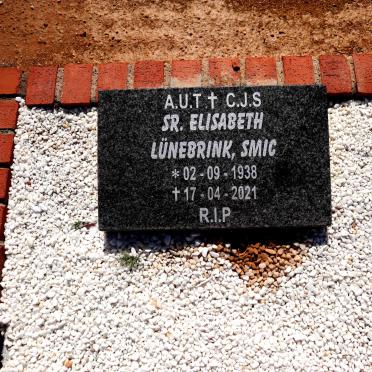 A.U.T ✝ C.J.S
SR. ELISABETH
LÜNEBRINK, SMIC
* 02 - 09 - 1938
✝ 17 - 04 - 2021
R.I.P